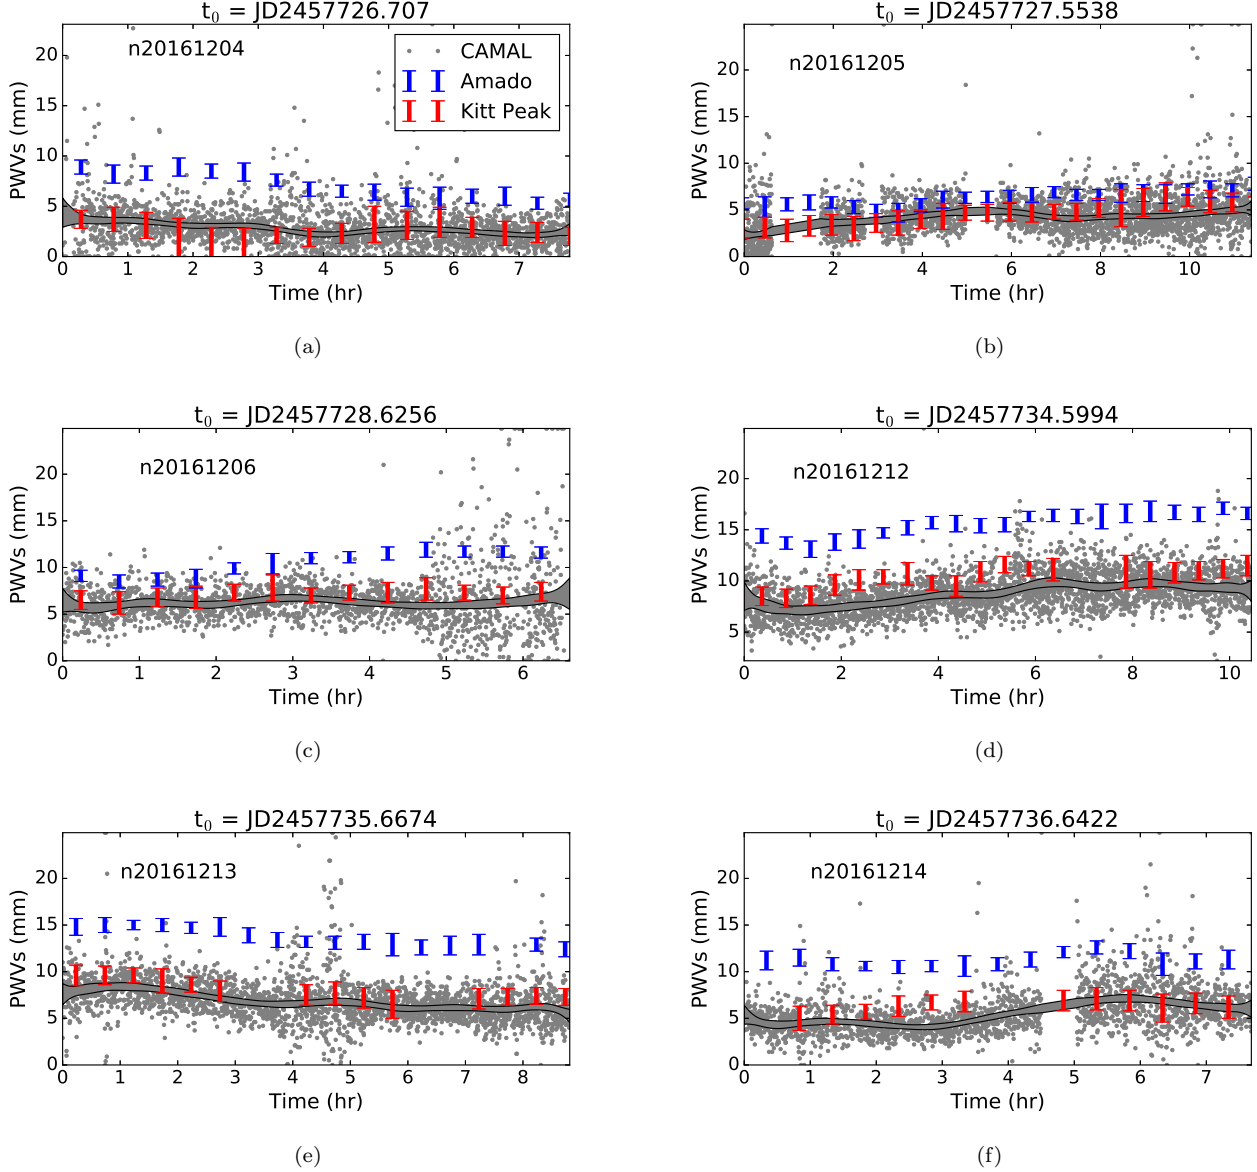 t0 = JD2457726.707
n20161204
CAMAL
Amado
Kitt Peak
PWVs (mm)
20
15
10
5
0
0 1 2 3 4 5 6 7
Time (hr)
(a)
t0 = JD2457727.5538
n20161205
PWVs (mm)
20
15
10
5
0
0 2 4 6 8 10
Time (hr)
(b)
t0 = JD2457728.6256
n20161206
PWVs (mm)
20
15
10
5
0
0 1 2 3 4 5 6
Time (hr)
(c)
t0 = JD2457734.5994
n20161212
PWVs (mm)
20
15
10
5
0 2 4 6 8 10
Time (hr)
(d)
t0 = JD2457735.6674
n20161213
PWVs (mm)
20
15
10
5
0
0 1 2 3 4 5 6 7 8
Time (hr)
(e)
t0 = JD2457736.6422
n20161214
PWVs (mm)
20
15
10
5
0
0 1 2 3 4 5 6 7
Time (hr)
(f)